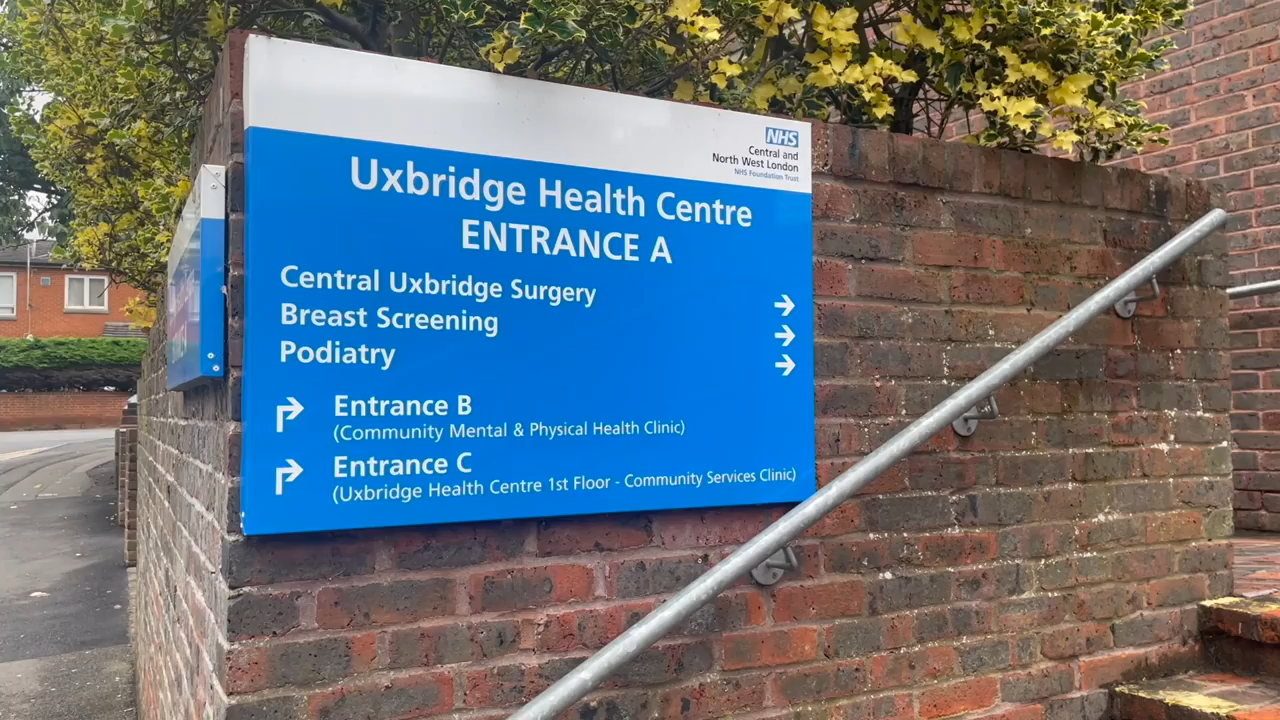 NHS
Central and
North West London
NHS Foundation Trust
Uxbridge Health Centre
ENTRANCE A
Central Uxbridge Surgery
Breast Screening
Podiatry
Entrance B
(Community Mental & Physical Health Clinic)
Entrance C
(Uxbridge Health Centre 1st Floor - Community Services Clinic)